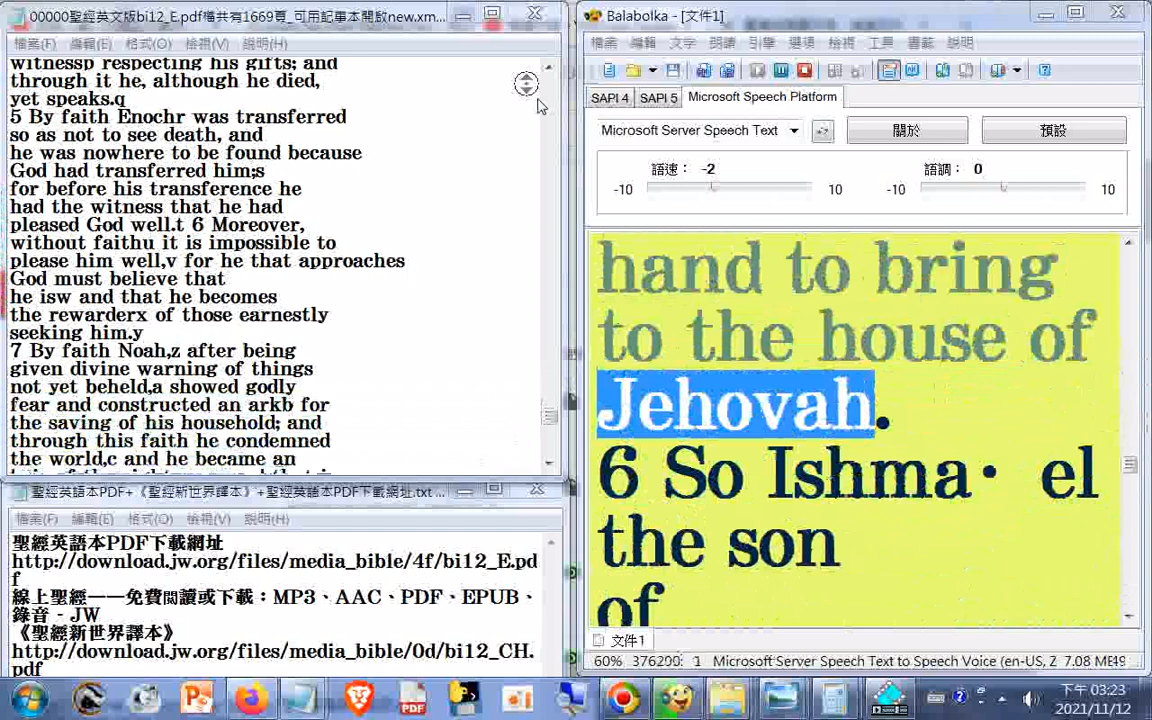 00000聖經英文版bi12_E.pdf檔共有1669頁_可用記事本開啟new.xm...
檔案(F) 編輯(E) 格式(O) 檢視(V) 說明(H)
witnessp respecting his gifts; and
through it he, although he died,
yet speaks.q
5 By faith Enochr was transferred
so as not to see death, and
he was nowhere to be found because
God had transferred him;s
for before his transference he
had the witness that he had
pleased God well.t 6 Moreover,
without faithu it is impossible to
please him well,v for he that approaches
God must believe that
he isw and that he becomes
the rewarderx of those earnestly
seeking him.y
7 By faith Noah,z after being
given divine warning of things
not yet beheld,a showed godly
fear and constructed an arkb for
the saving of his household; and
through this faith he condemned
the world,c and he became an
聖經英語本PDF+《聖經新世界譯本》+聖經英語本PDF下載網址.txt ...
檔案(F) 編輯(E) 格式(O) 檢視(V) 說明(H)
聖經英語本PDF下載網址
http://download.jw.org/files/media_bible/4f/bi12_E.pd
f
線上聖經──免費閱讀或下載：MP3、AAC、PDF、EPUB、
錄音 - JW
《聖經新世界譯本》
http://download.jw.org/files/media_bible/0d/bi12_CH.
pdf
Balabolka - [文件1]
檔案 編輯 文字 朗讀 引擎 選項 檢視 工具 書籤 說明
SAPI 4 SAPI 5 Microsoft Speech Platform
Microsoft Server Speech Text 關於 預設
語速： -2 語調： 0
-10 10 -10 10
hand to bring
to the house of
Jehovah.
6 So Ishma· el
the son
of
文件1
60% 376209: 1 Microsoft Server Speech Text to Speech Voice (en-US, Z 7.08 ME
下午 03:23
2021/11/12